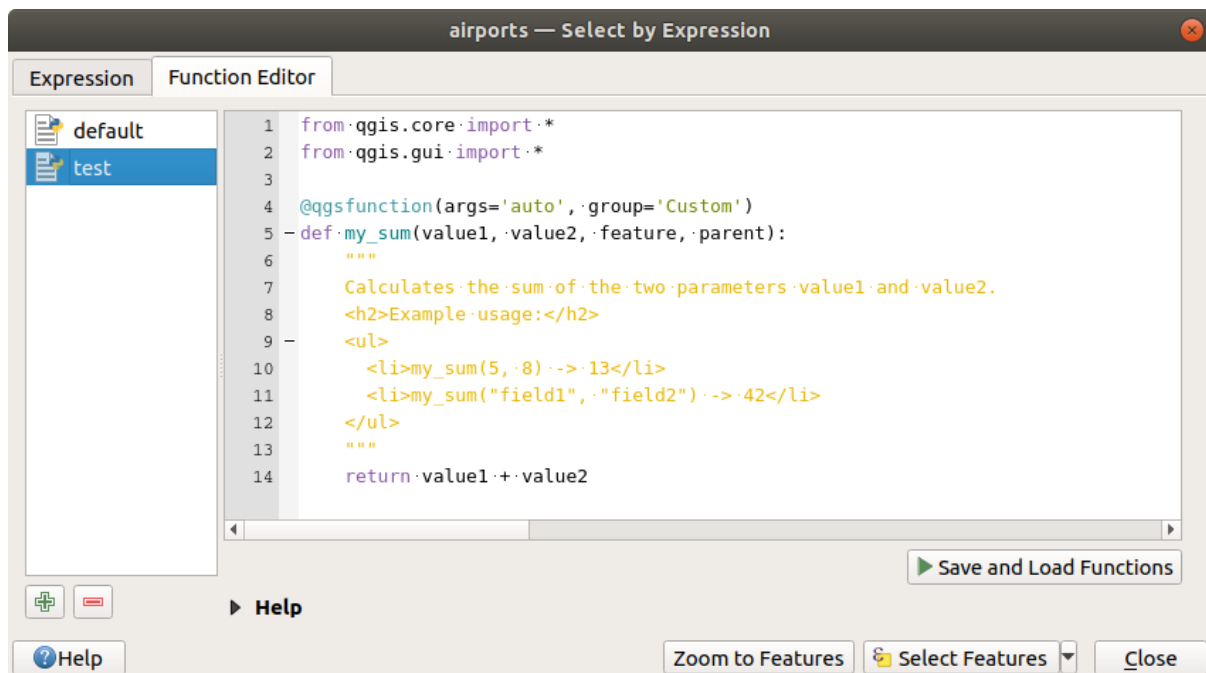 airports — Select by Expression
Expression
Function Editor
default
test
1 from qgis.core import *
2 from qgis.gui import *
3
4 @qgsfunction(args='auto', group='Custom')
5 def my_sum(value1, value2, feature, parent):
6 """
7 Calculates the sum of the two parameters value1 and value2.
8 <h2>Example usage:</h2>
9 <ul>
10 <li>my_sum(5, 8) -> 13</li>
11 <li>my_sum("field1", "field2") -> 42</li>
12 </ul>
13 """
14 return value1 + value2
Save and Load Functions
Help
Help
Zoom to Features
Select Features
Close